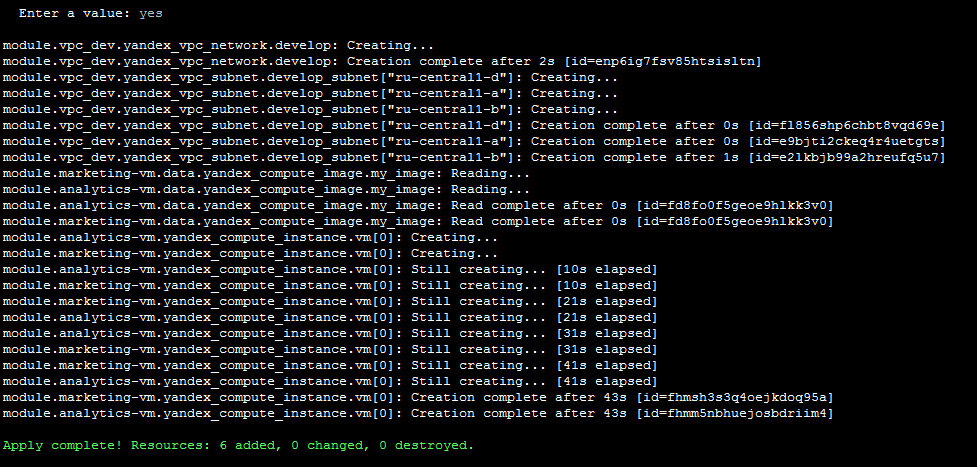 Enter a value: yes
module.vpc_dev.yandex_vpc_network.develop: Creating...
module.vpc_dev.yandex_vpc_network.develop: Creation complete after 2s [id=enp6ig7fsv85htsisltn]
module.vpc_dev.yandex_vpc_subnet.develop_subnet["ru-central1-d"]: Creating...
module.vpc_dev.yandex_vpc_subnet.develop_subnet["ru-central1-a"]: Creating...
module.vpc_dev.yandex_vpc_subnet.develop_subnet["ru-central1-b"]: Creating...
module.vpc_dev.yandex_vpc_subnet.develop_subnet["ru-central1-d"]: Creation complete after 0s [id=fl856shp6chbt8vqd69e]
module.vpc_dev.yandex_vpc_subnet.develop_subnet["ru-central1-a"]: Creation complete after 0s [id=e9bjti2ckeq4r4uetgts]
module.vpc_dev.yandex_vpc_subnet.develop_subnet["ru-central1-b"]: Creation complete after 1s [id=e2lkbjb99a2hreufq5u7]
module.marketing-vm.data.yandex_compute_image.my_image: Reading...
module.analytics-vm.data.yandex_compute_image.my_image: Reading...
module.analytics-vm.data.yandex_compute_image.my_image: Read complete after 0s [id=fd8fo0f5geoe9hlkk3v0]
module.marketing-vm.data.yandex_compute_image.my_image: Read complete after 0s [id=fd8fo0f5geoe9hlkk3v0]
module.analytics-vm.yandex_compute_instance.vm[0]: Creating...
module.marketing-vm.yandex_compute_instance.vm[0]: Creating...
module.analytics-vm.yandex_compute_instance.vm[0]: Still creating... [10s elapsed]
module.marketing-vm.yandex_compute_instance.vm[0]: Still creating... [10s elapsed]
module.marketing-vm.yandex_compute_instance.vm[0]: Still creating... [21s elapsed]
module.analytics-vm.yandex_compute_instance.vm[0]: Still creating... [21s elapsed]
module.analytics-vm.yandex_compute_instance.vm[0]: Still creating... [31s elapsed]
module.marketing-vm.yandex_compute_instance.vm[0]: Still creating... [31s elapsed]
module.marketing-vm.yandex_compute_instance.vm[0]: Still creating... [41s elapsed]
module.analytics-vm.yandex_compute_instance.vm[0]: Still creating... [41s elapsed]
module.marketing-vm.yandex_compute_instance.vm[0]: Creation complete after 43s [id=fhmsh3s3q4oejkdoq95a]
module.analytics-vm.yandex_compute_instance.vm[0]: Creation complete after 43s [id=fhmm5nbhuejosbdriim4]
Apply complete! Resources: 6 added, 0 changed, 0 destroyed.